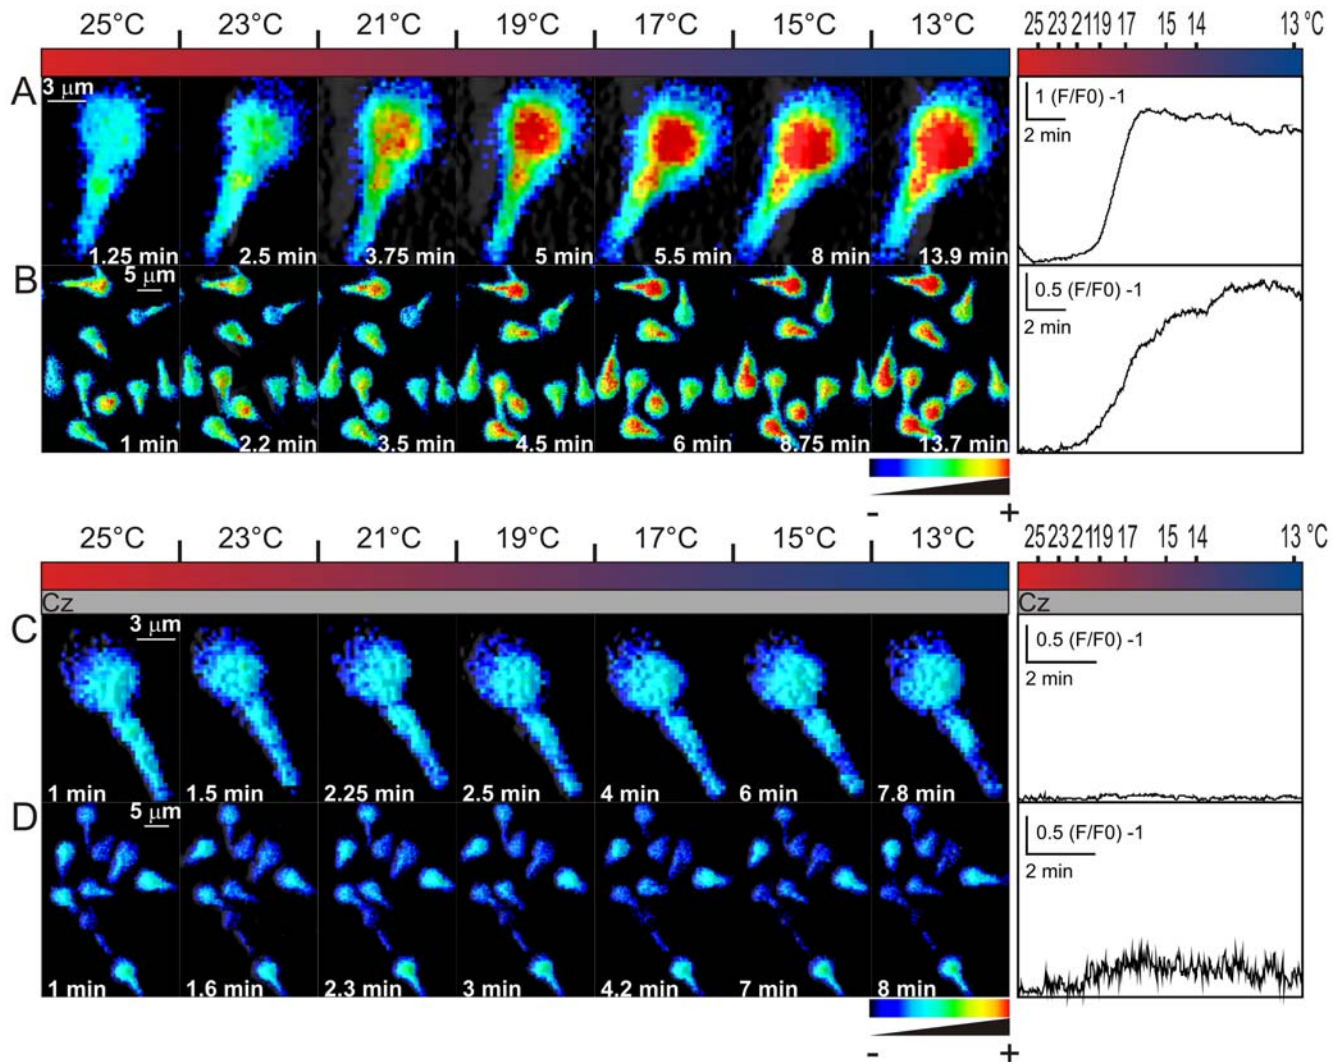 25°C 23°C 21°C 19°C 17°C 15°C 13°C
25 23 21 19 17 15 14 13 °C
A
3 µm
1.25 min 2.5 min 3.75 min 5 min 5.5 min 8 min 13.9 min
1 (F/F0) -1
2 min
B
5 µm
1 min 2.2 min 3.5 min 4.5 min 6 min 8.75 min 13.7 min
0.5 (F/F0) -1
2 min
- +
25°C 23°C 21°C 19°C 17°C 15°C 13°C
25 23 21 19 17 15 14 13 °C
Cz
Cz
C
3 µm
1 min 1.5 min 2.25 min 2.5 min 4 min 6 min 7.8 min
0.5 (F/F0) -1
2 min
D
5 µm
1 min 1.6 min 2.3 min 3 min 4.2 min 7 min 8 min
0.5 (F/F0) -1
2 min
- +